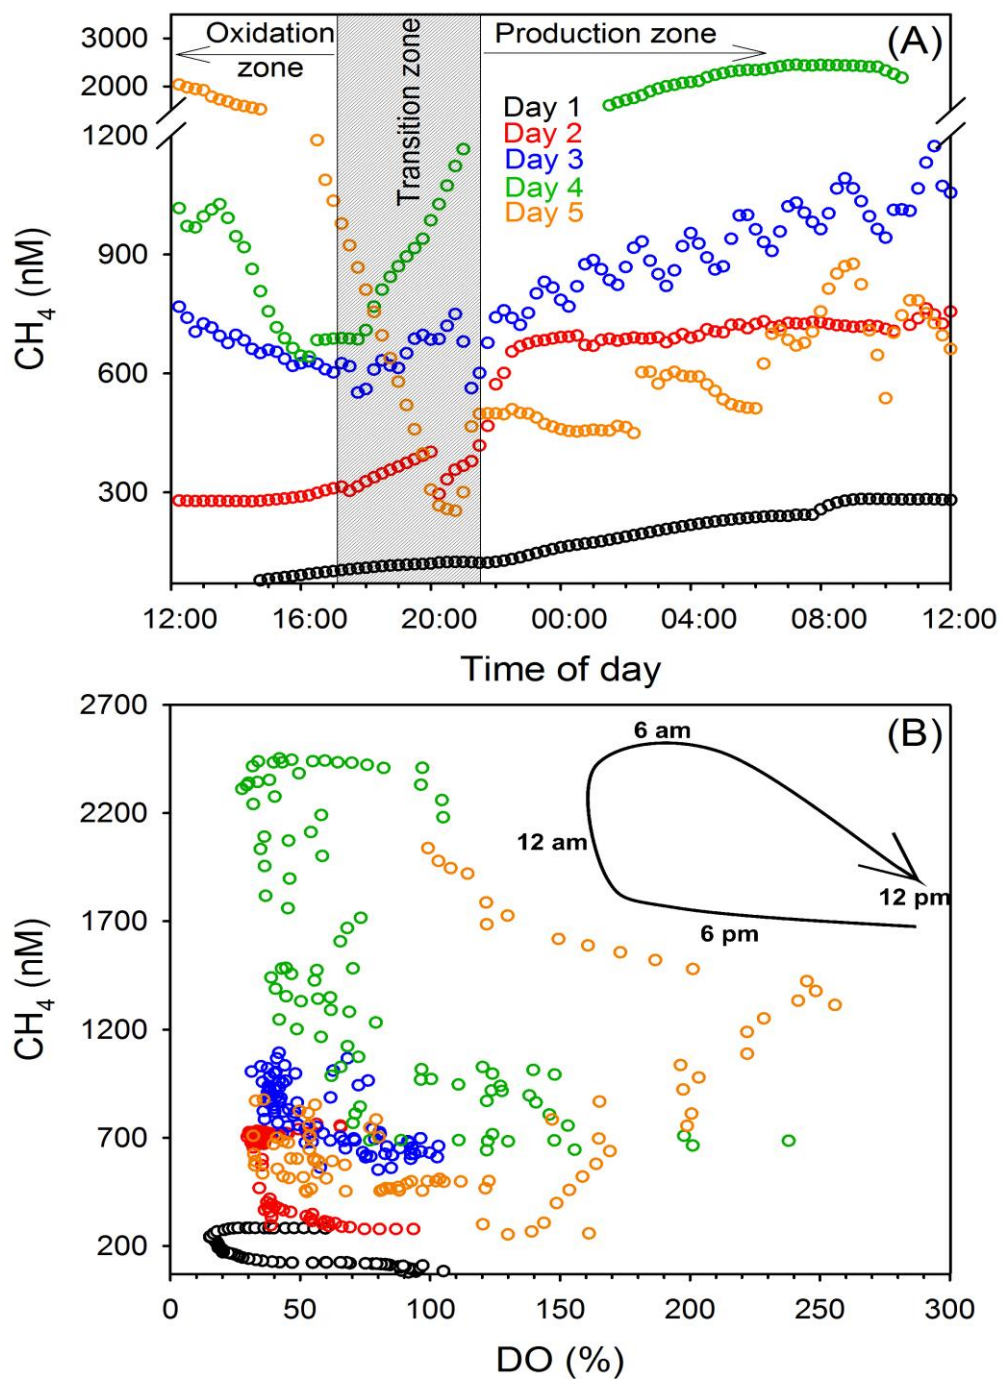 3000
2000
1200
900
600
300
CH4 (nM)
Oxidation
zone
Transition zone
Production zone
(A)
Day 1
Day 2
Day 3
Day 4
Day 5
12:00 16:00 20:00 00:00 04:00 08:00 12:00
Time of day
2700
2200
1700
1200
700
200
CH4 (nM)
(B)
6 am
12 am
12 pm
6 pm
0 50 100 150 200 250 300
DO (%)